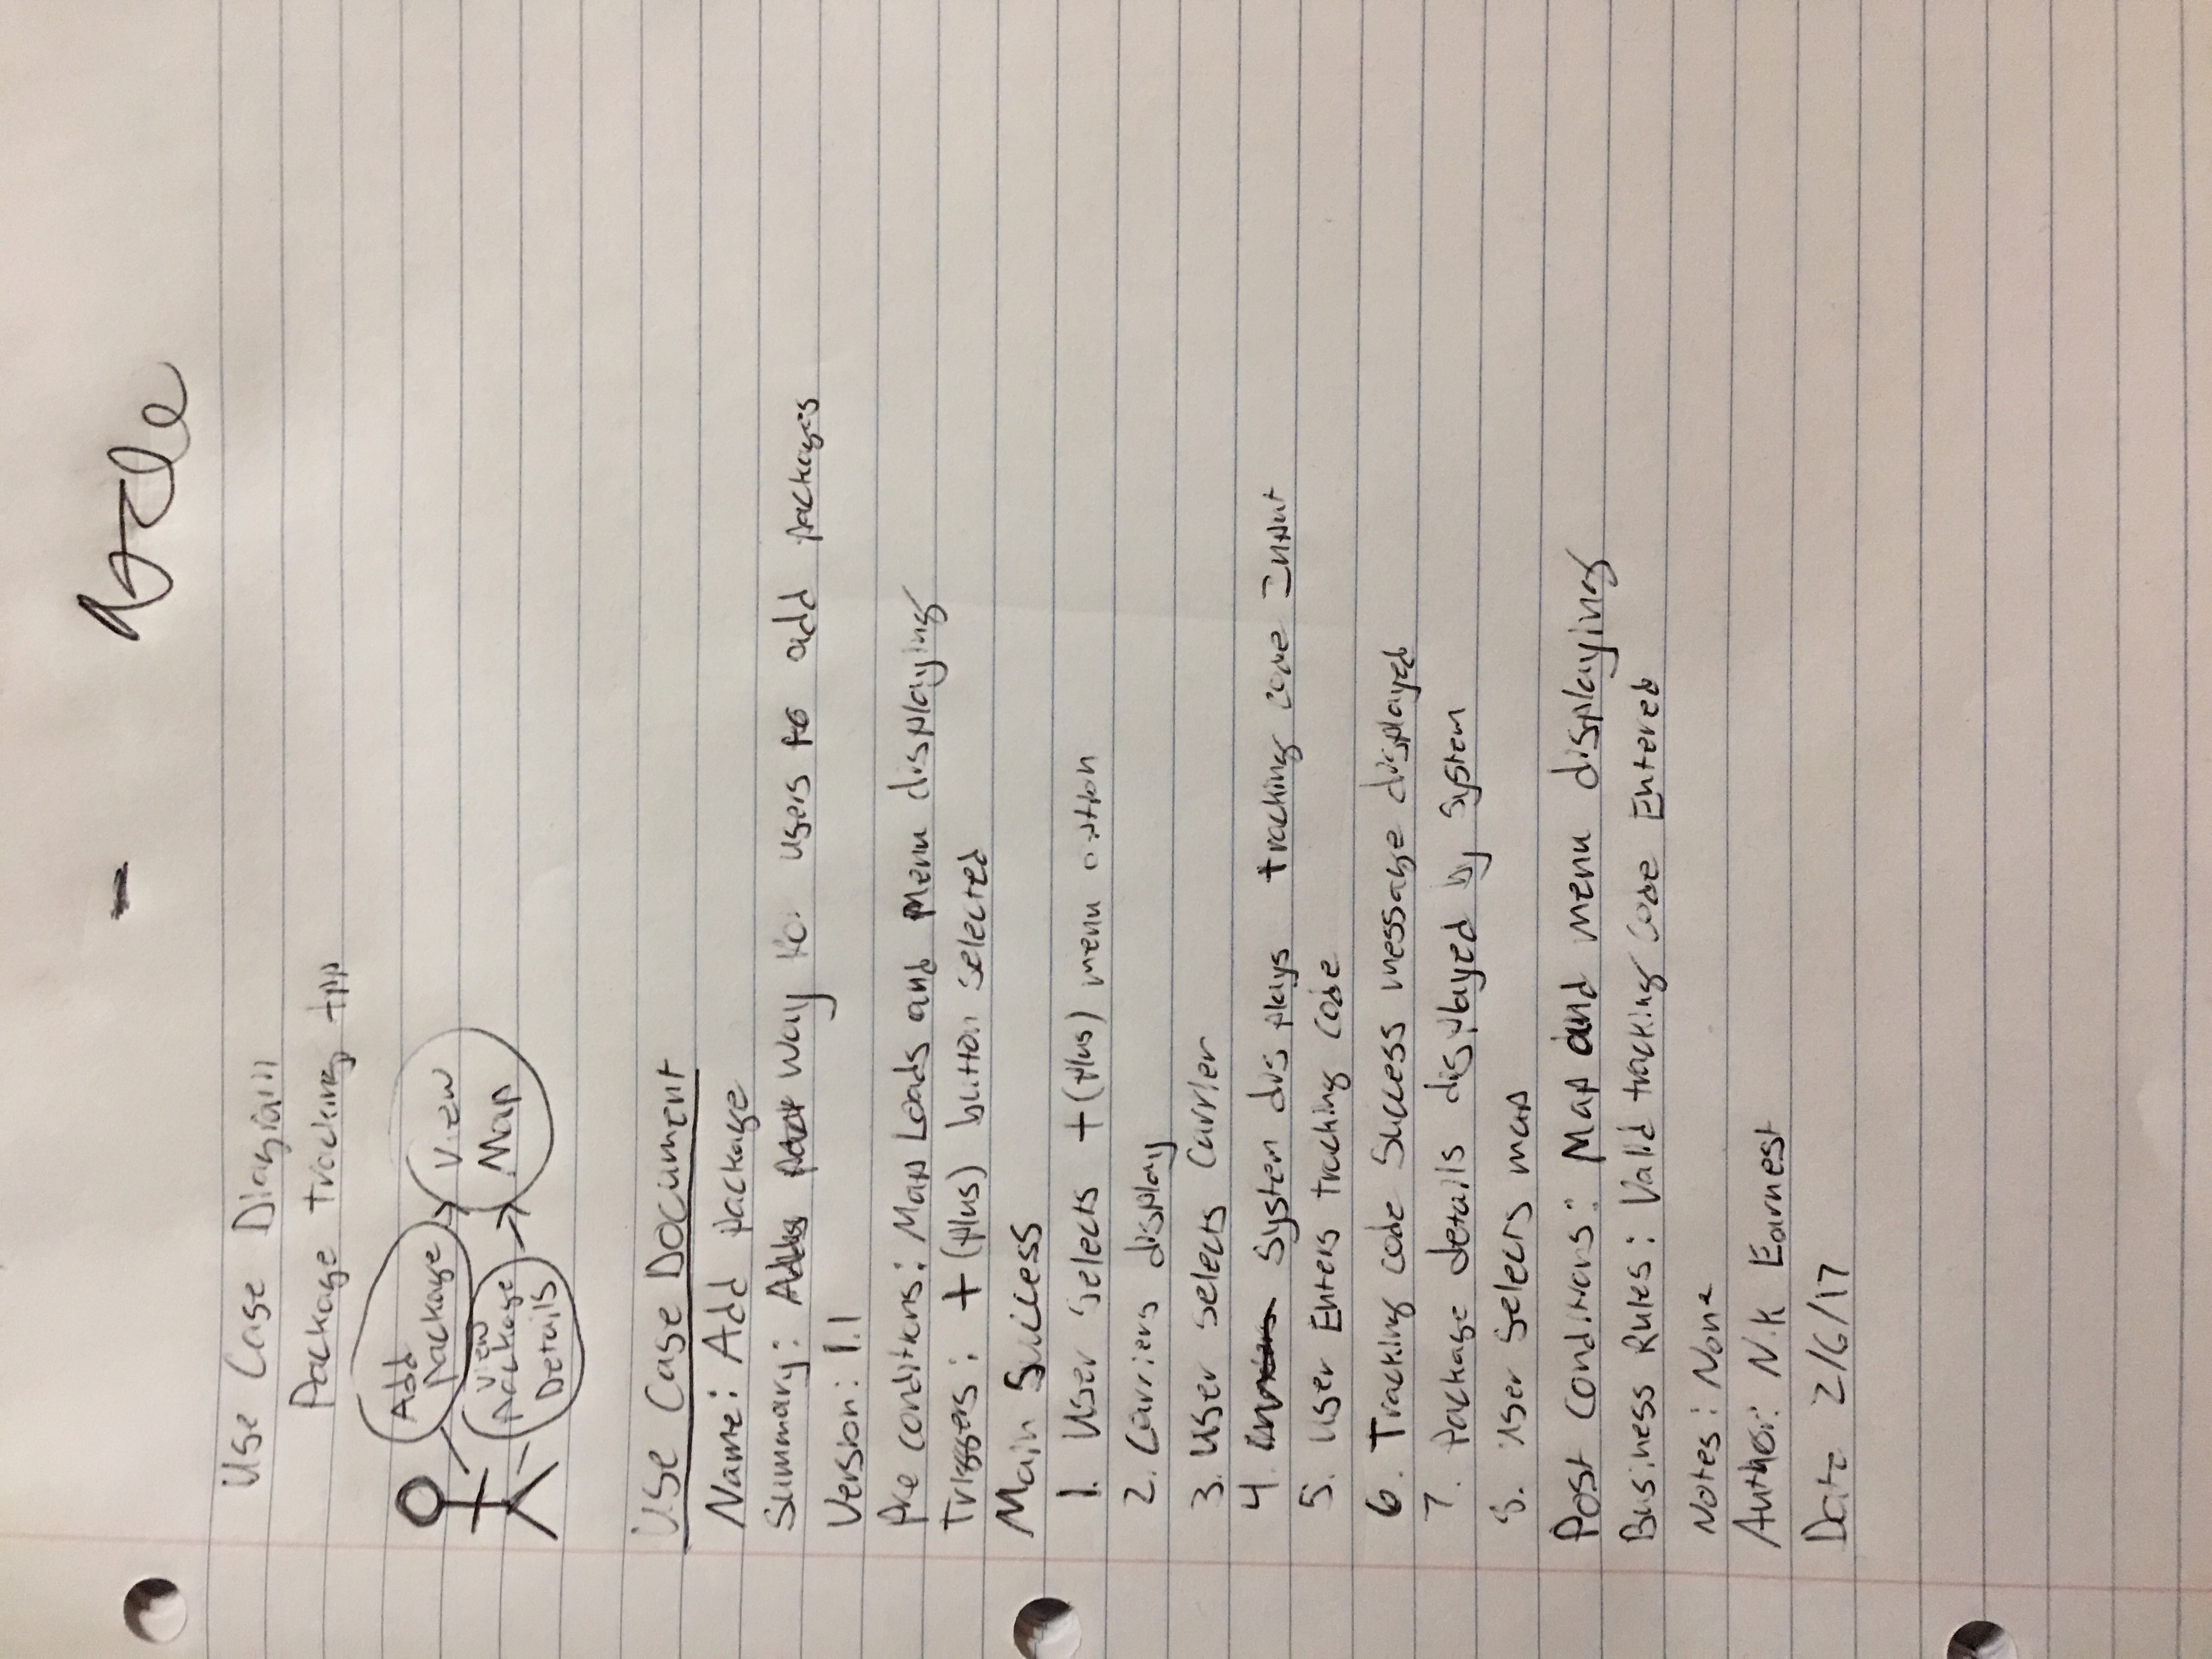 Use Case Diagram
Package Tracking App
Add
Package
View
Package
Details
View
Map
Use Case Document
Name: Add package
Summary: Way for users to add packages
Version: 1.1
Pre conditions: Map Loads and menu displaying
Triggers: + (plus) button selected
Main Success
1. User selects + (plus) menu option
2. Carriers display
3. User selects Carrier
4 System displays tracking code Input
5. User Enters tracking code
6. Tracking code Success message displayed
7. Package details displayed by System
8. User selects map
Post Conditions: Map and menu displaying
Business Rules: Valid tracking Code Entered
Notes: None
Author: N.K Earnest
Date 2/6/17